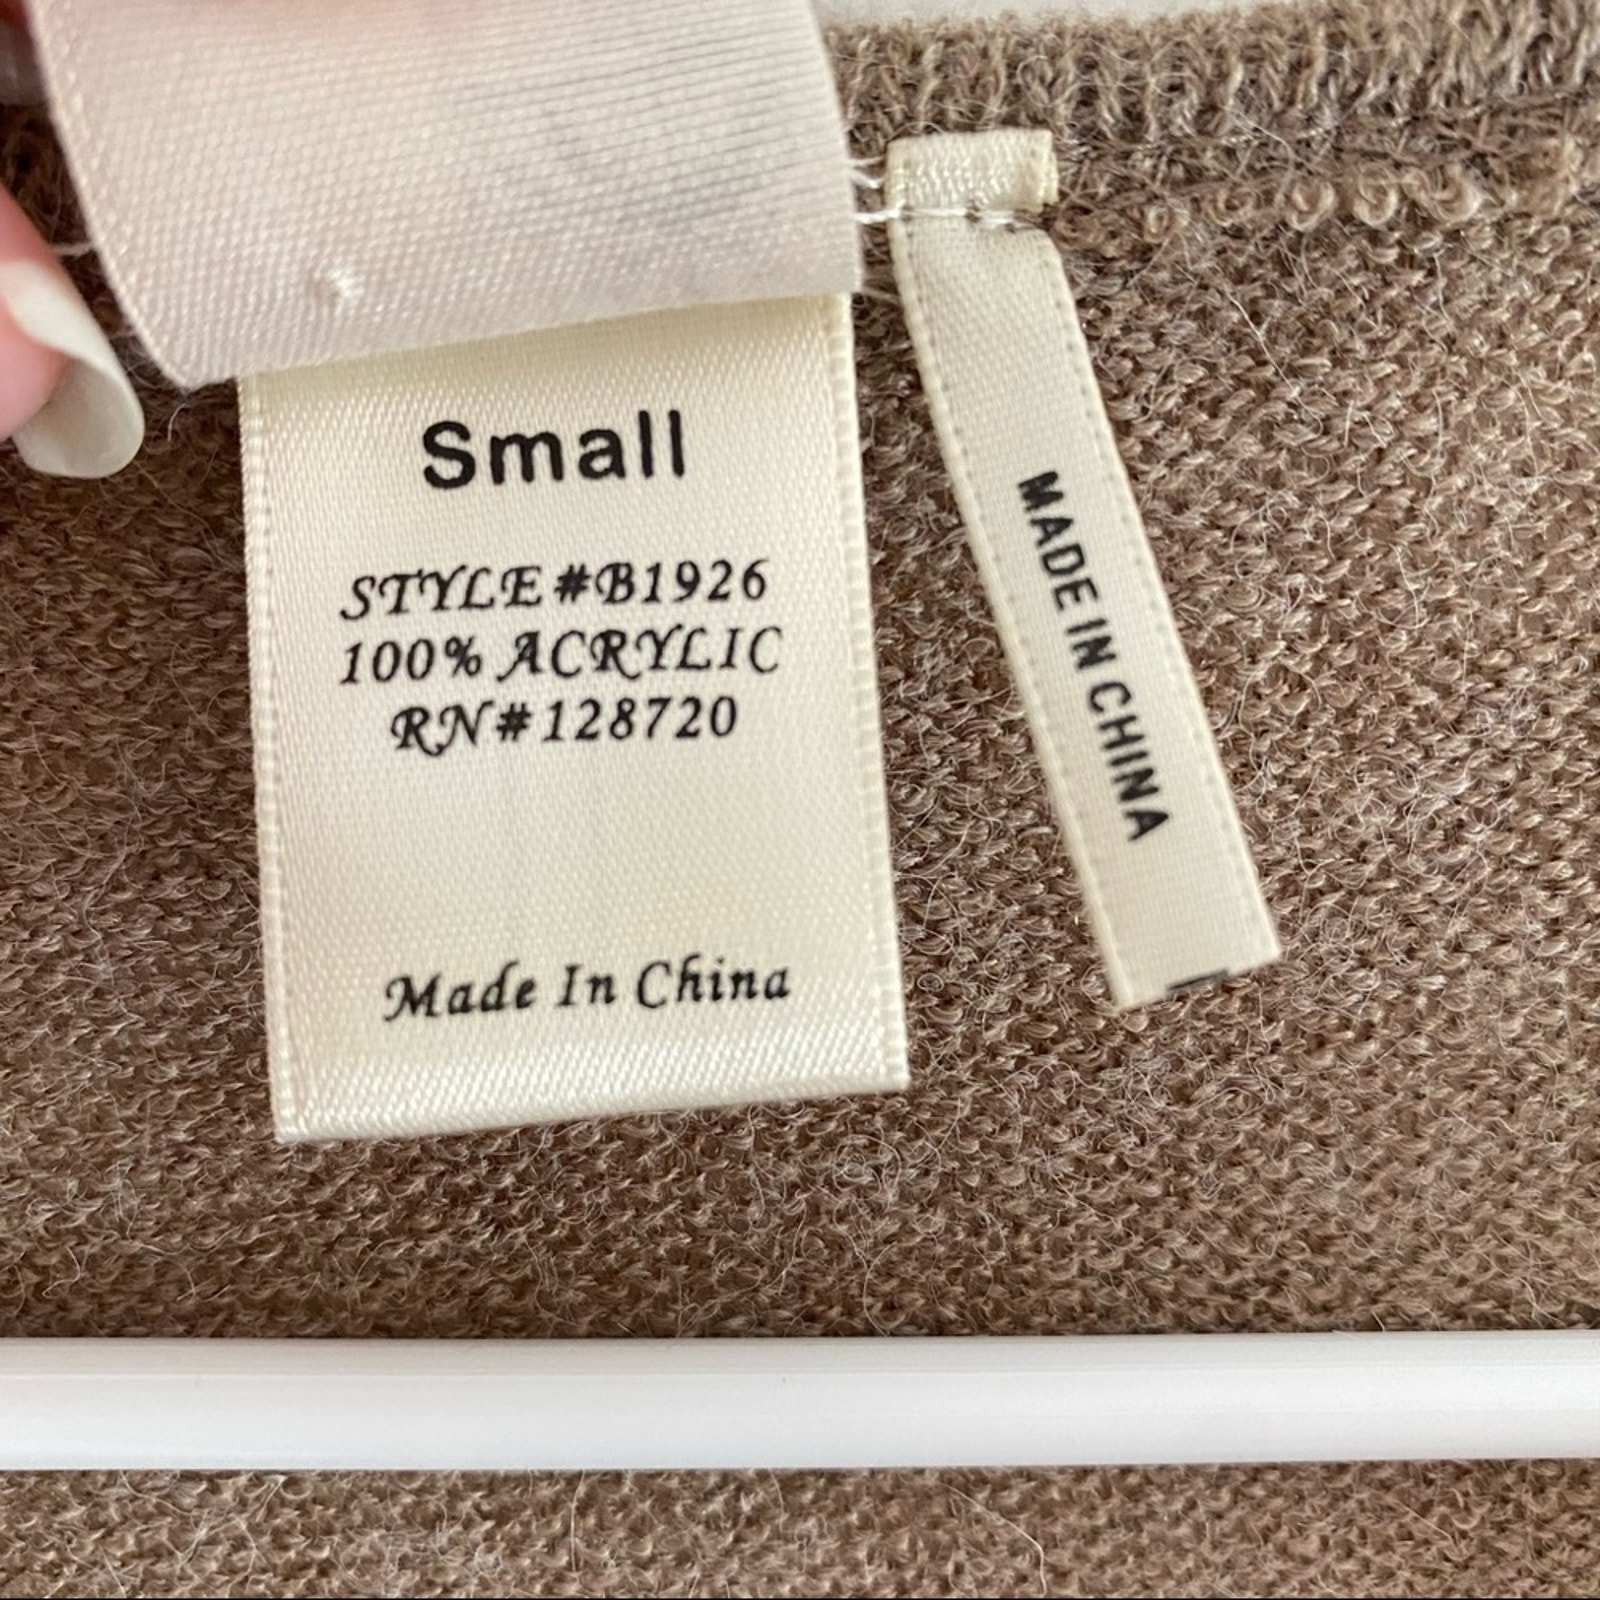 Small
STYLE#B1926
100% ACRYLIC
RN#128720
Made In China
MADE IN CHINA